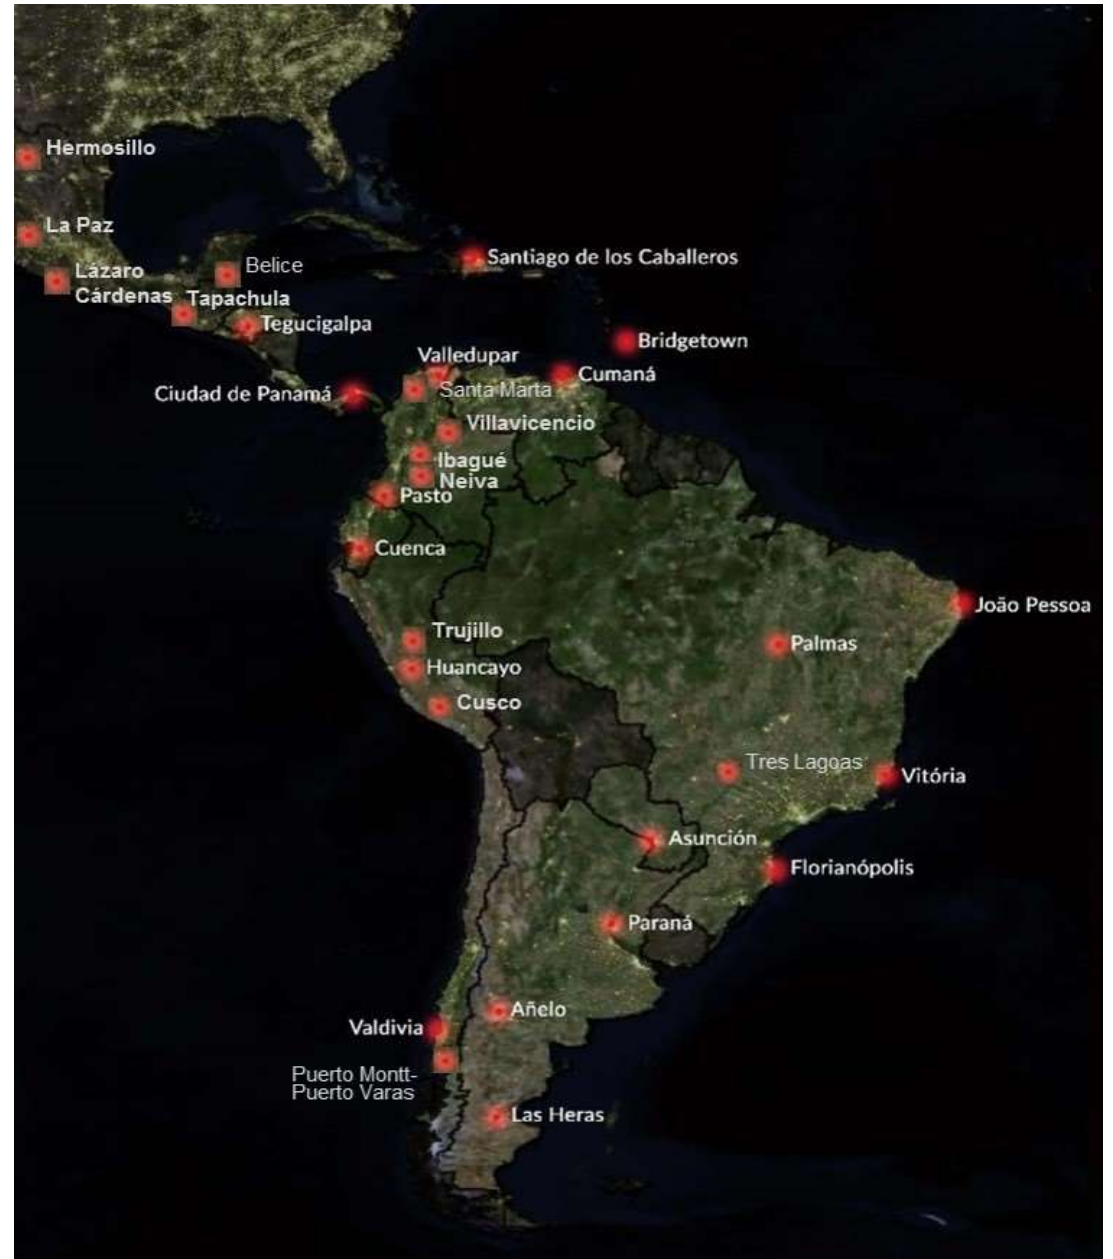 Hermosillo
La Paz
Santiago de los Caballeros
Belice
Lázaro
Cárdenas
Tapachula
Tegucigalpa
Bridgetown
Valledupar
Cumaná
Santa Marta
Ciudad de Panamá
Villavicencio
Ibagué
Neiva
Pasto
Cuenca
João Pessoa
Trujillo
Palmas
Huancayo
Cusco
Tres Lagoas
Vitória
Asunción
Florianópolis
Paraná
Añelo
Valdivia
Puerto Montt-
Puerto Varas
Las Heras